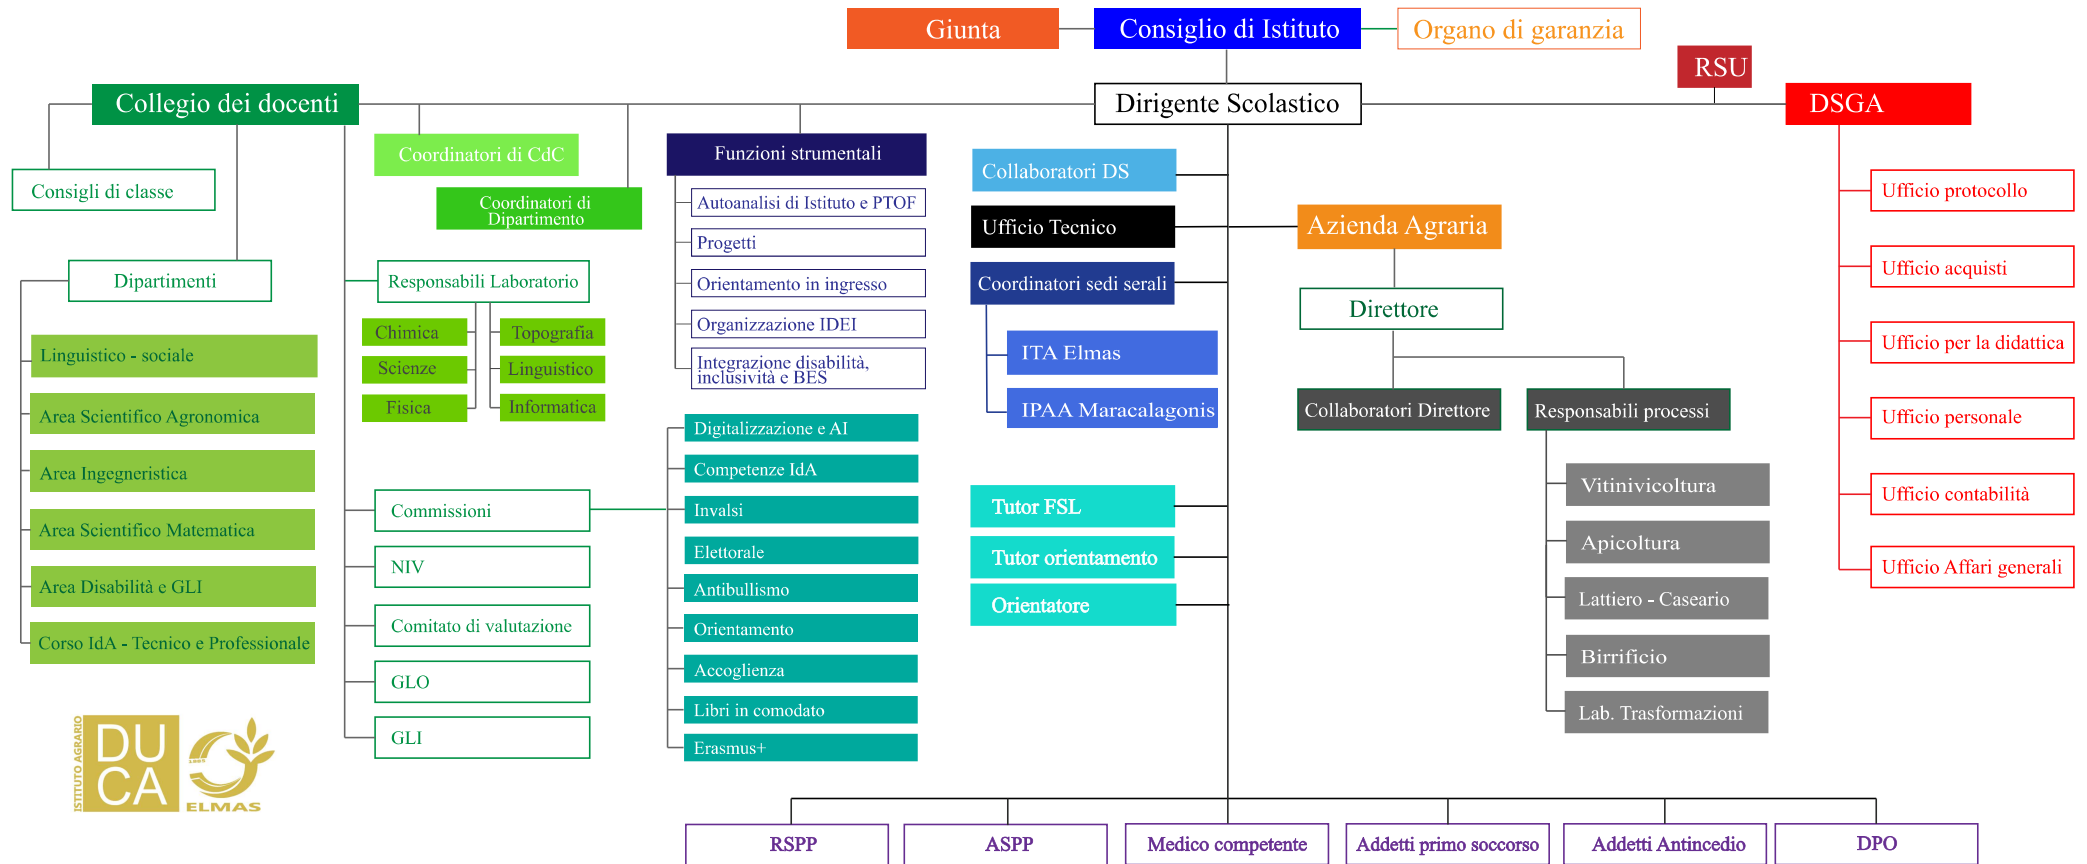 Giunta
Consiglio di Istituto
Organo di garanzia
RSU
Collegio dei docenti
Dirigente Scolastico
DSGA
Consigli di classe
Coordinatori di CdC
Coordinatori di
Dipartimento
Funzioni strumentali
Autoanalisi di Istituto e PTOF
Progetti
Orientamento in ingresso
Organizzazione IDEI
Integrazione disabilità,
inclusività e BES
Dipartimenti
Linguistico - sociale
Area Scientifico Agronomica
Area Ingegneristica
Area Scientifico Matematica
Area Disabilità e GLI
Corso IdA - Tecnico e Professionale
Responsabili Laboratorio
Chimica
Topografia
Scienze
Linguistico
Fisica
Informatica
Commissioni
NIV
Comitato di valutazione
GLO
GLI
Digitalizzazione e AI
Competenze IdA
Invalsi
Elettorale
Antibullismo
Orientamento
Accoglienza
Libri in comodato
Erasmus+
Collaboratori DS
Ufficio Tecnico
Coordinatori sedi serali
ITA Elmas
IPAA Maracalagonis
Tutor FSL
Tutor orientamento
Orientatore
Azienda Agraria
Direttore
Collaboratori Direttore
Responsabili processi
Vitinivicoltura
Apicoltura
Lattiero - Caseario
Birrificio
Lab. Trasformazioni
Ufficio protocollo
Ufficio acquisti
Ufficio per la didattica
Ufficio personale
Ufficio contabilità
Ufficio Affari generali
ISTITUTO AGRARIO
DU
CA
ELMAS
RSPP
ASPP
Medico competente
Addetti primo soccorso
Addetti Antincedio
DPO